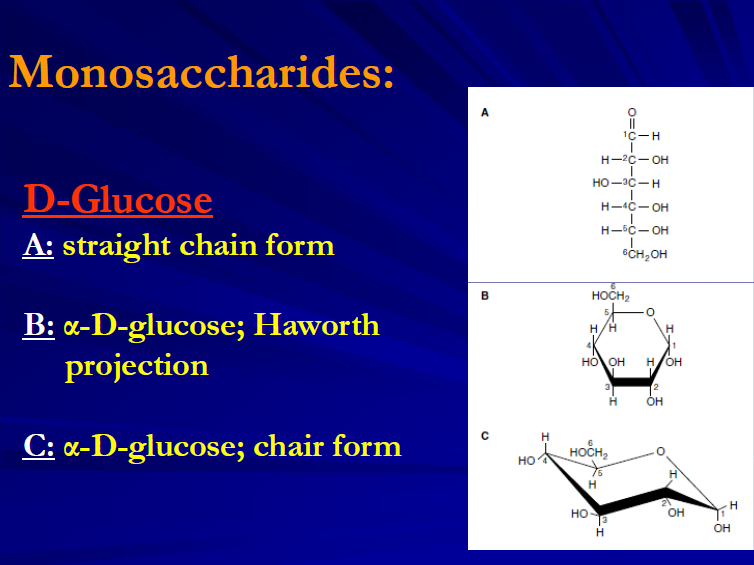 Monosaccharides:
D-Glucose
A: straight chain form
B: α-D-glucose; Haworth
projection
C: α-D-glucose; chair form
A
O
1C H
H 2C OH
HO 3C H
H 4C OH
H 5C OH
6CH2OH
B
6
HOCH2
5 O
H H H
4 1
HO OH H OH
3 2
H OH
C
H
6
HOCH2 O
HO 4
5
H H
2 H
HO 3 OH 1
H OH